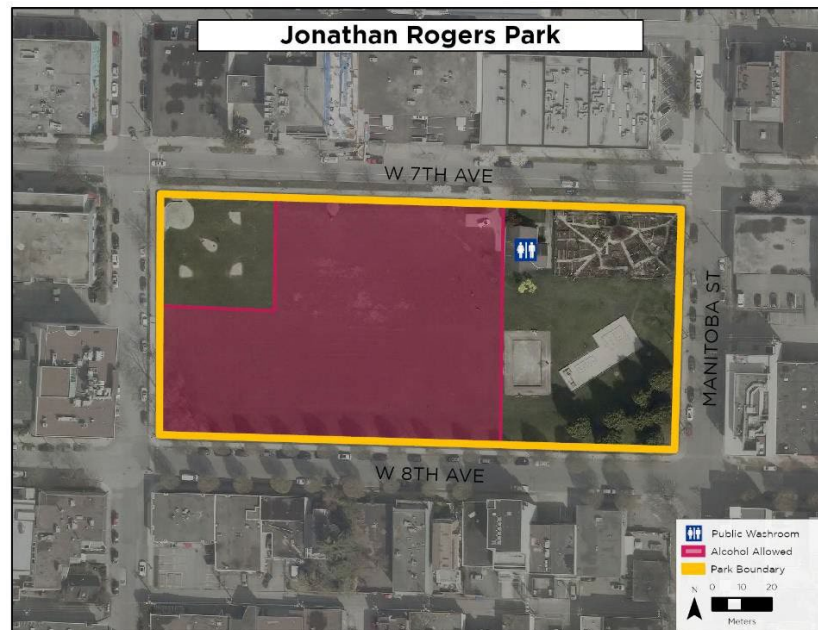 Jonathan Rogers Park
W 7TH AVE
MANITOBA ST
W 8TH AVE
Public Washroom
Alcohol Allowed
Park Boundary
N
0 10 20
Meters